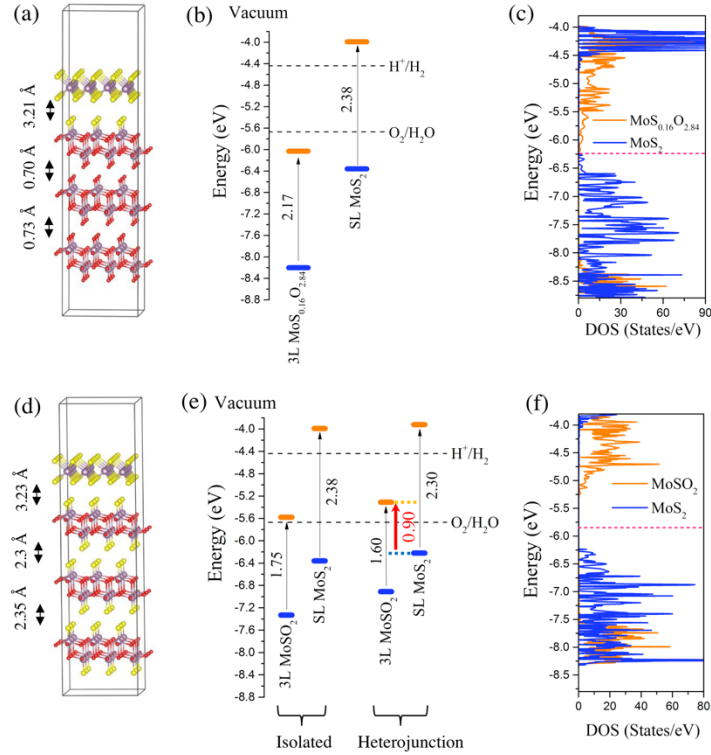 (a)
3.21 Å
0.70 Å
0.73 Å
(b)
Vacuum
Energy (eV)
-4.0
-4.4
-4.8
-5.2
-5.6
-6.0
-6.4
-6.8
-7.2
-7.6
-8.0
-8.4
-8.8
H⁺/H₂
O₂/H₂O
2.38
2.17
SL MoS₂
3L MoS₀.₁₆O₂.₈₄
(c)
Energy (eV)
-4.0
-4.5
-5.0
-5.5
-6.0
-6.5
-7.0
-7.5
-8.0
-8.5
MoS₀.₁₆O₂.₈₄
MoS₂
0 15 30 45 60 75 90
DOS (States/eV)
(d)
3.23 Å
2.3 Å
2.35 Å
(e)
Vacuum
Energy (eV)
-4.0
-4.4
-4.8
-5.2
-5.6
-6.0
-6.4
-6.8
-7.2
-7.6
-8.0
-8.4
-8.8
H⁺/H₂
O₂/H₂O
1.75
2.38
1.60
0.90
2.30
3L MoSO₂
SL MoS₂
3L MoSO₂
SL MoS₂
Isolated
Heterojunction
(f)
Energy (eV)
-4.0
-4.5
-5.0
-5.5
-6.0
-6.5
-7.0
-7.5
-8.0
-8.5
MoSO₂
MoS₂
0 20 40 60 80
DOS (States/eV)